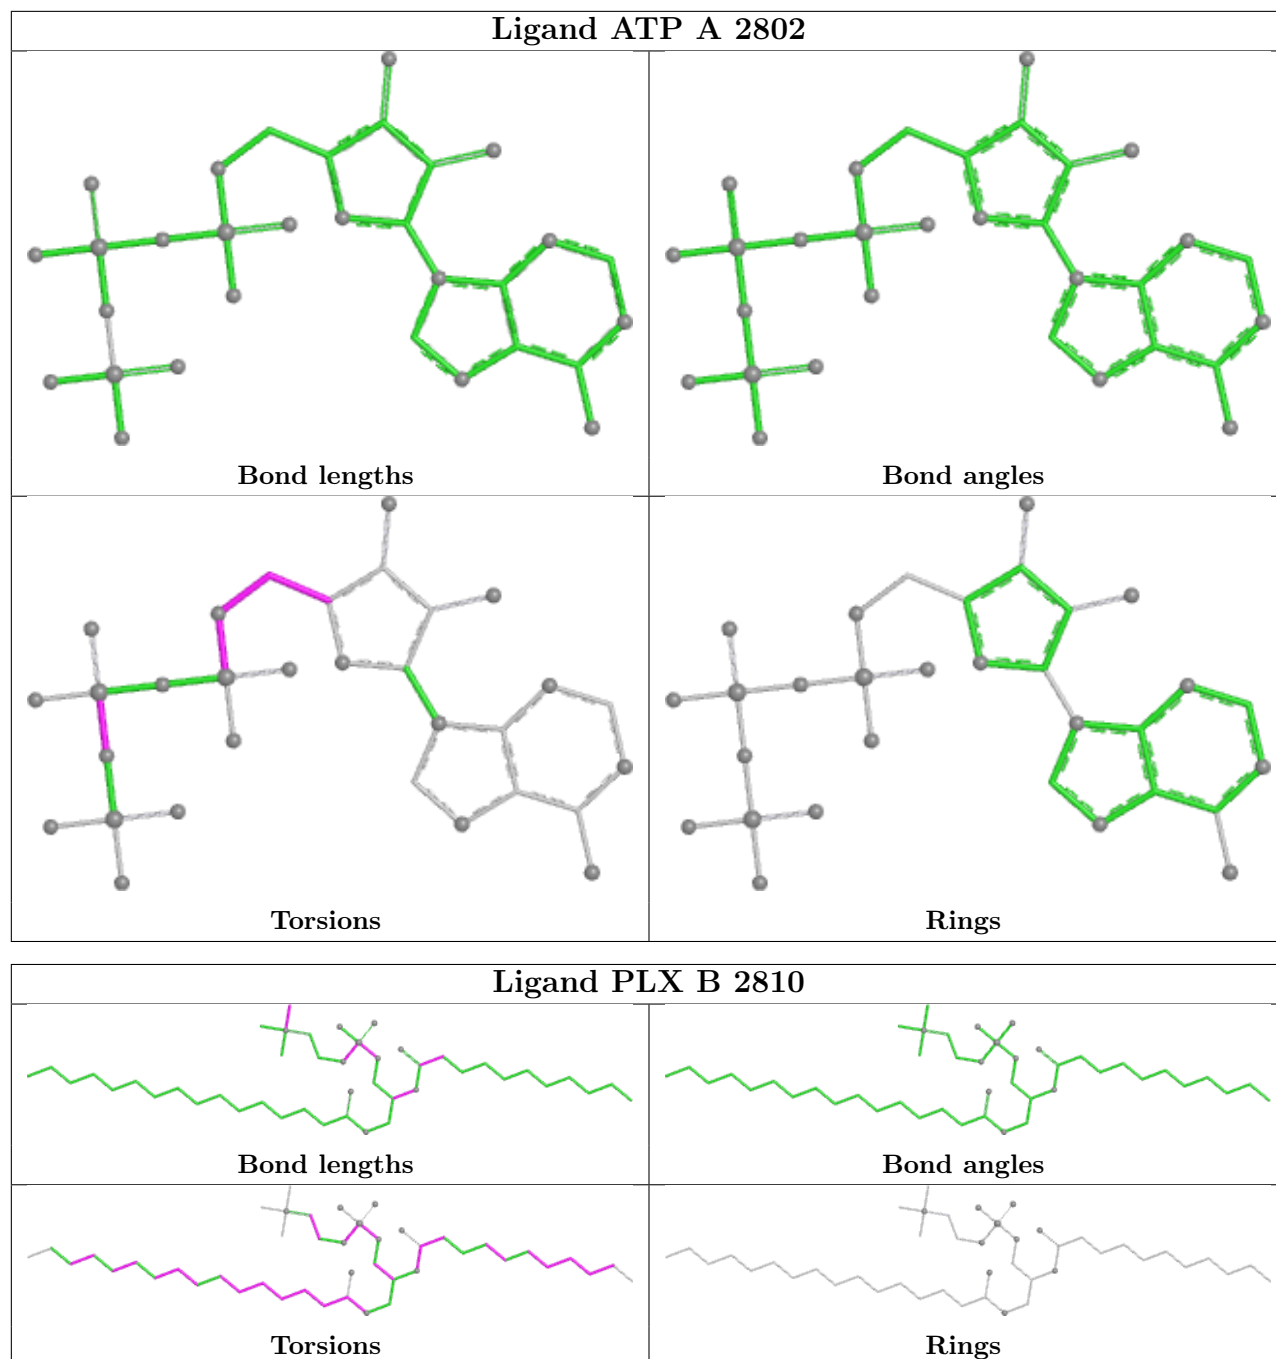 Ligand ATP A 2802
Bond lengths
Bond angles
Torsions
Rings
Ligand PLX B 2810
Bond lengths
Bond angles
Torsions
Rings